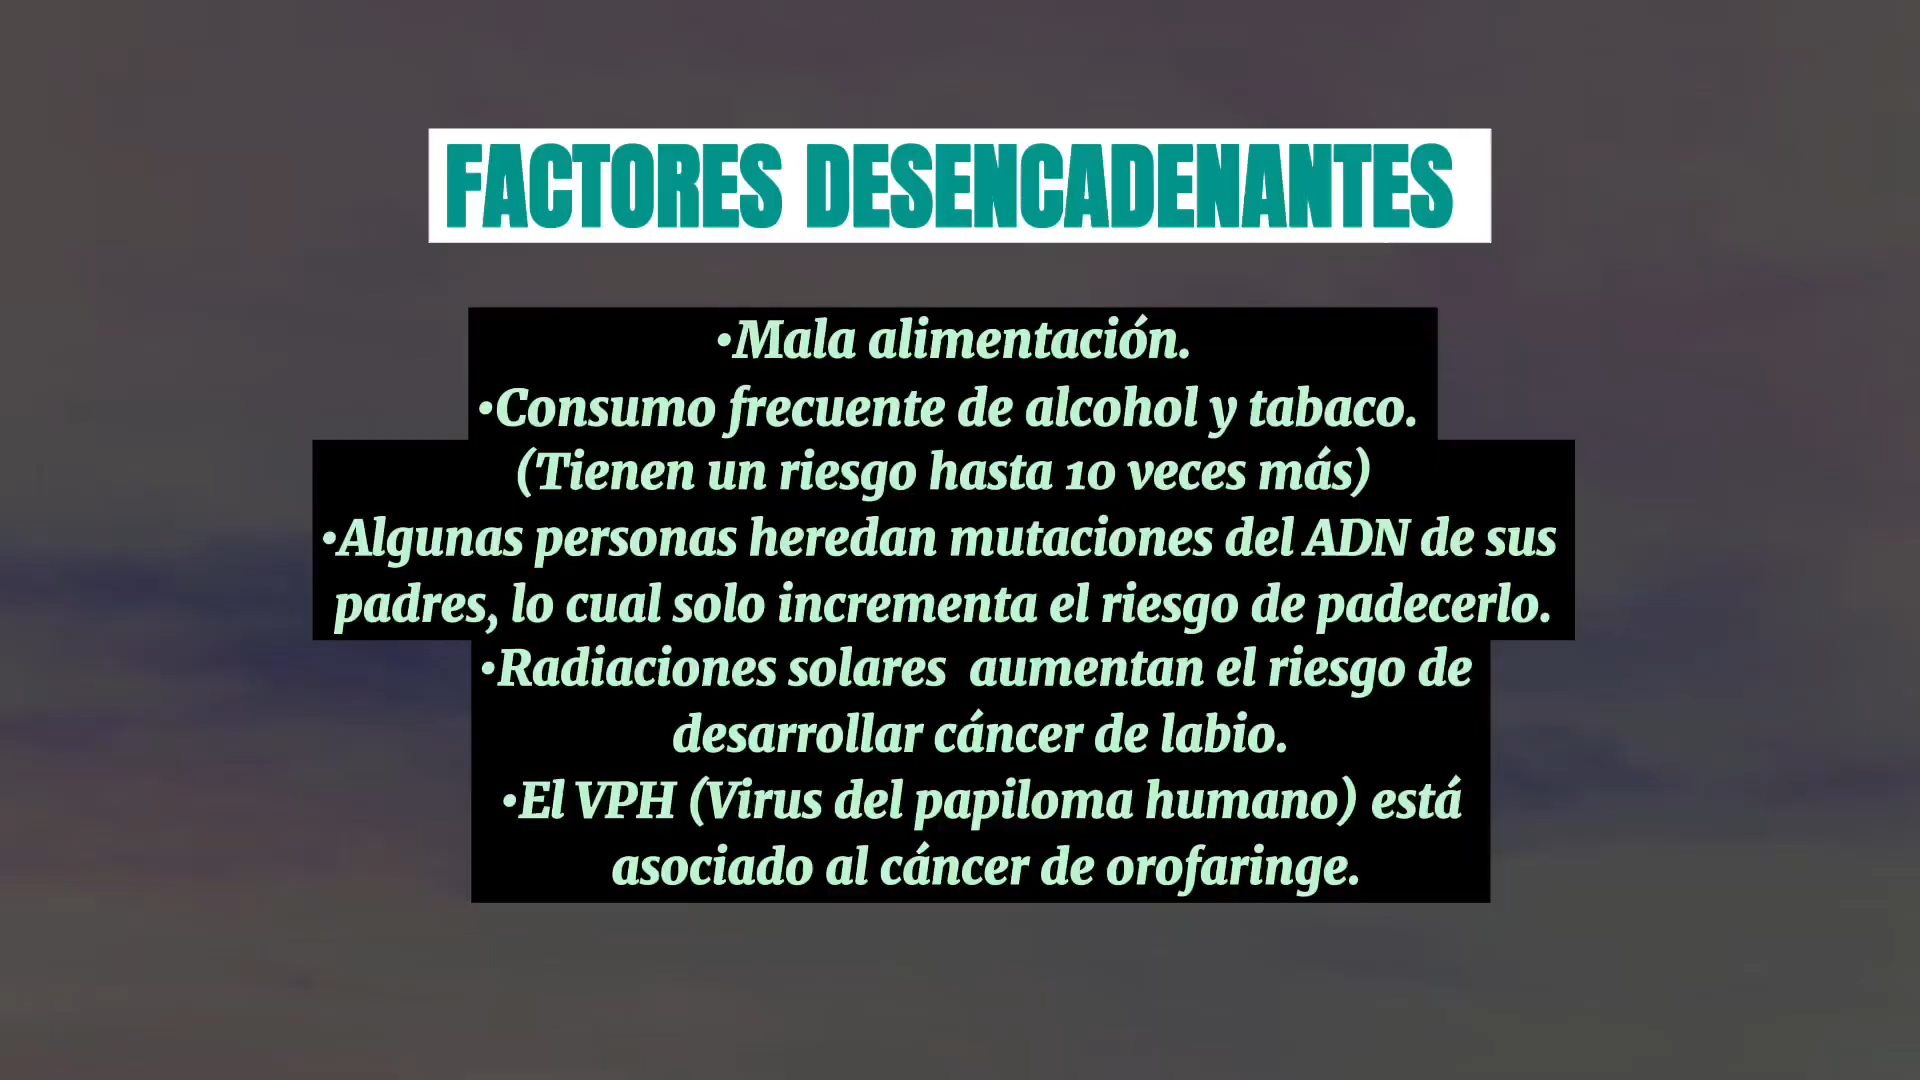 FACTORES DESENCADENANTES
•Mala alimentación.
•Consumo frecuente de alcohol y tabaco.
(Tienen un riesgo hasta 10 veces más)
•Algunas personas heredan mutaciones del ADN de sus
padres, lo cual solo incrementa el riesgo de padecerlo.
•Radiaciones solares  aumentan el riesgo de
desarrollar cáncer de labio.
•El VPH (Virus del papiloma humano) está
asociado al cáncer de orofaringe.